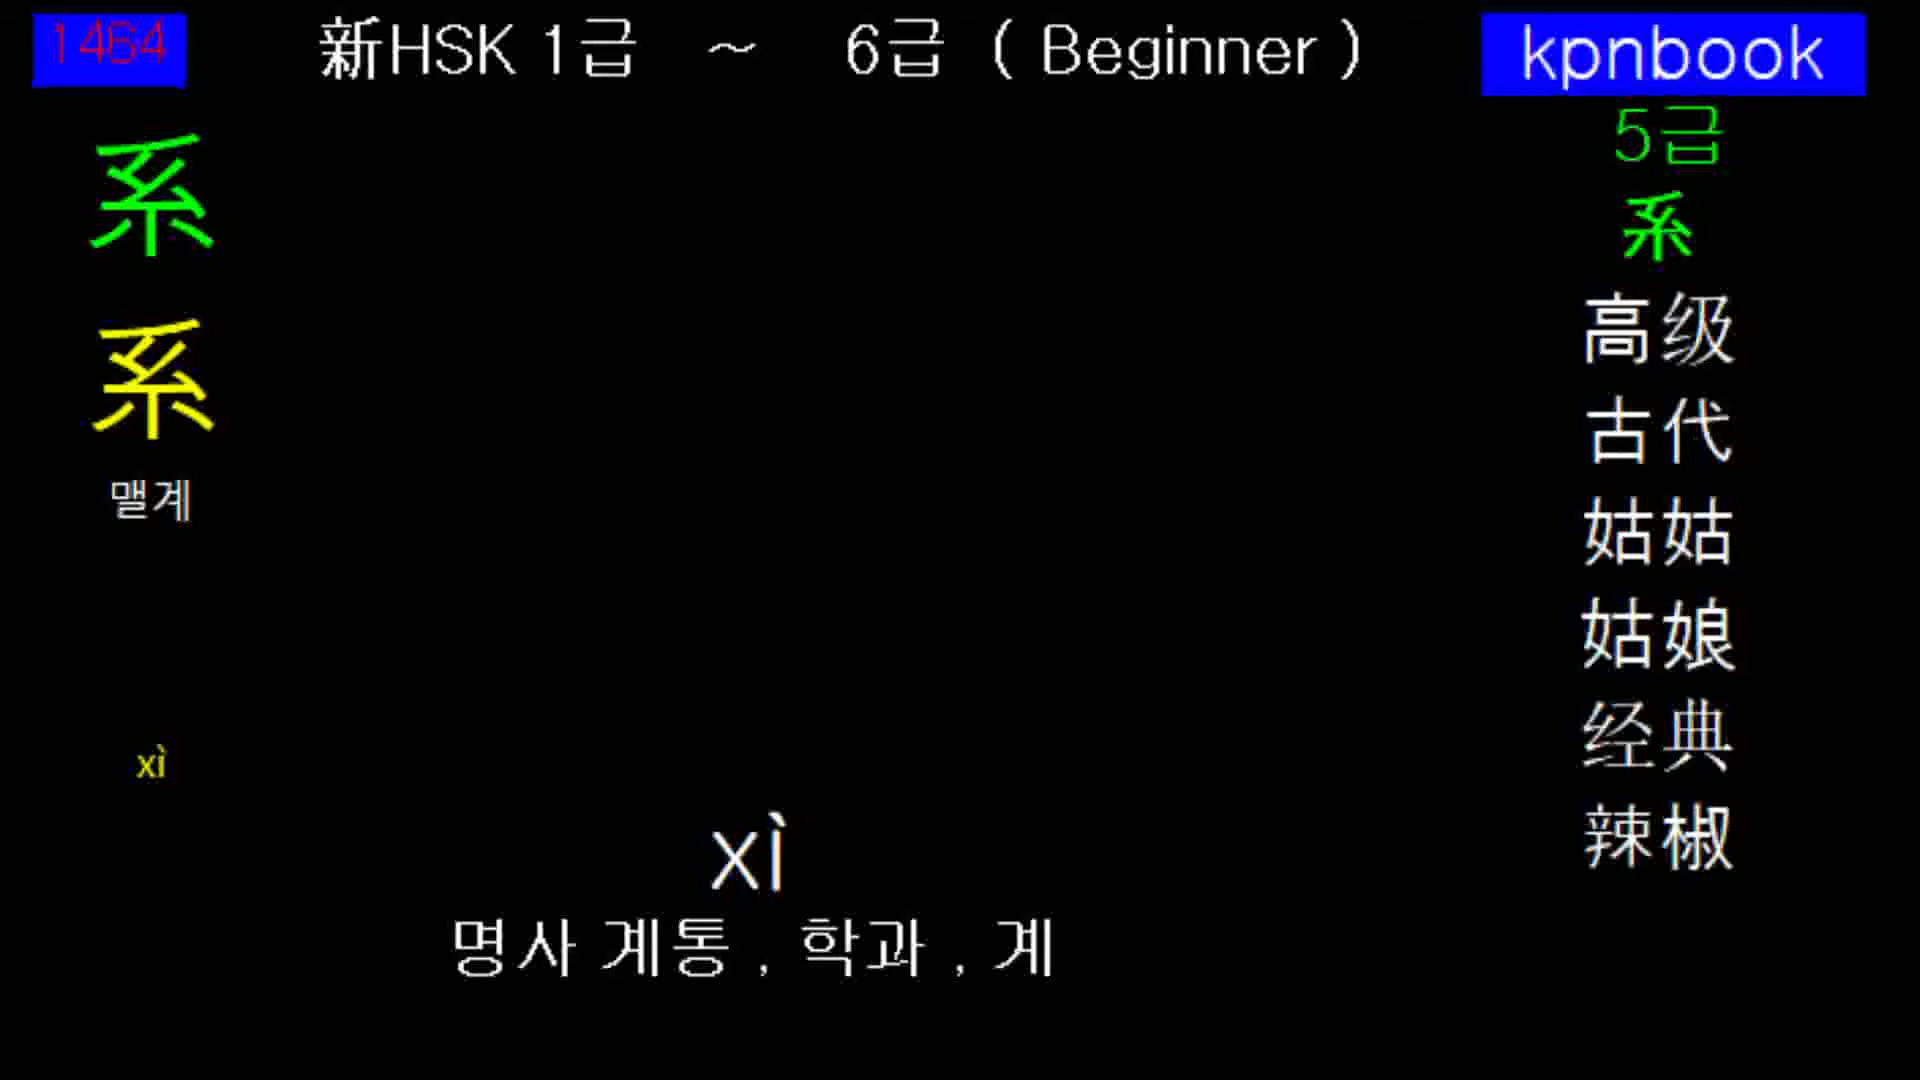 1464
新HSK 1급 ~ 6급 ( Beginner )
kpnbook
系
系
맬계
xì
xì
명사 계통 , 학과 , 계
5급
系
高级
古代
姑姑
姑娘
经典
辣椒